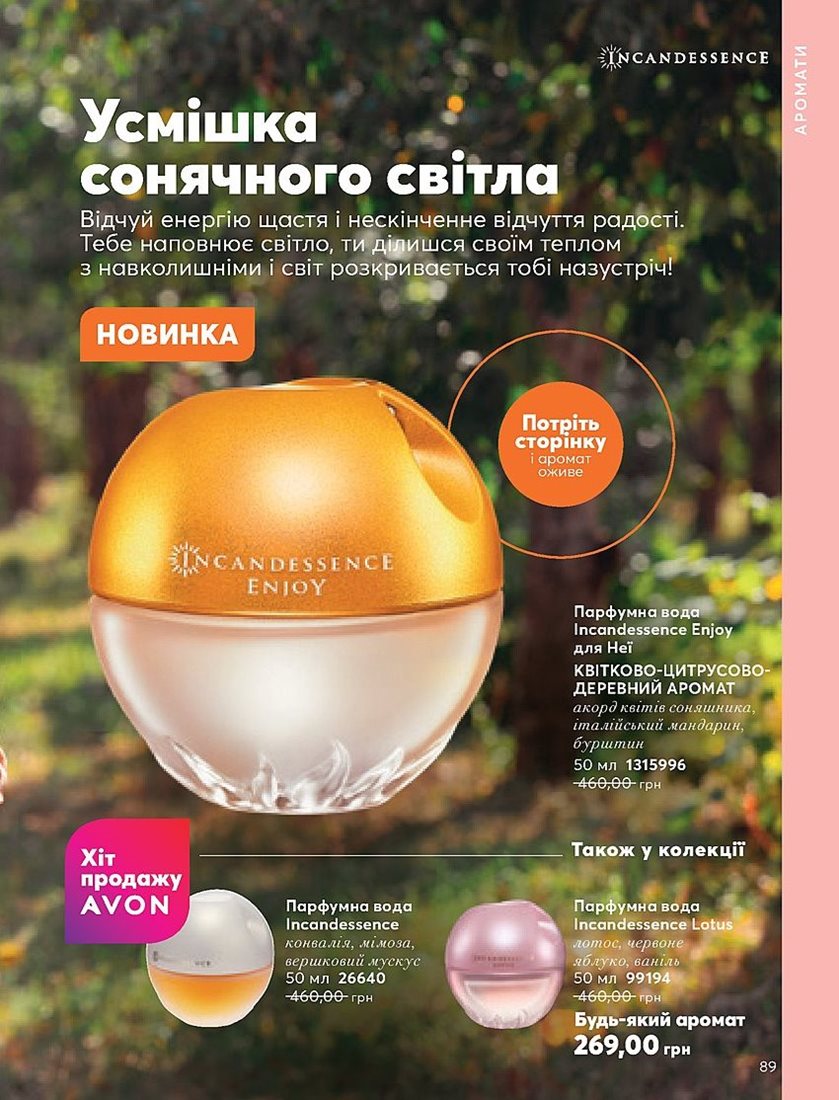 INCANDESSENCE
АРОМАТИ
Усмішка
сонячного світла
Відчуй енергію щастя і нескінченне відчуття радості.
Тебе наповнює світло, ти ділишся своїм теплом
з навколишніми і світ розкривається тобі назустріч!
НОВИНКА
Потріть
сторінку
і аромат
оживе
INCANDESSENCE
ENJOY
Парфумна вода
Incandessence Enjoy
для Неї
КВІТКОВО-ЦИТРУСОВО-
ДЕРЕВНИЙ АРОМАТ
акорд квітів соняшника,
італійський мандарин,
бурштин
50 мл 1315996
460,00 грн
Хіт
продажу
AVON
Також у колекції
Парфумна вода
Incandessence
конвалія, мімоза,
вершковий мускус
50 мл 26640
460,00 грн
Парфумна вода
Incandessence Lotus
лотос, червоне
яблуко, ваніль
50 мл 99194
460,00 грн
Будь-який аромат
269,00 грн
89